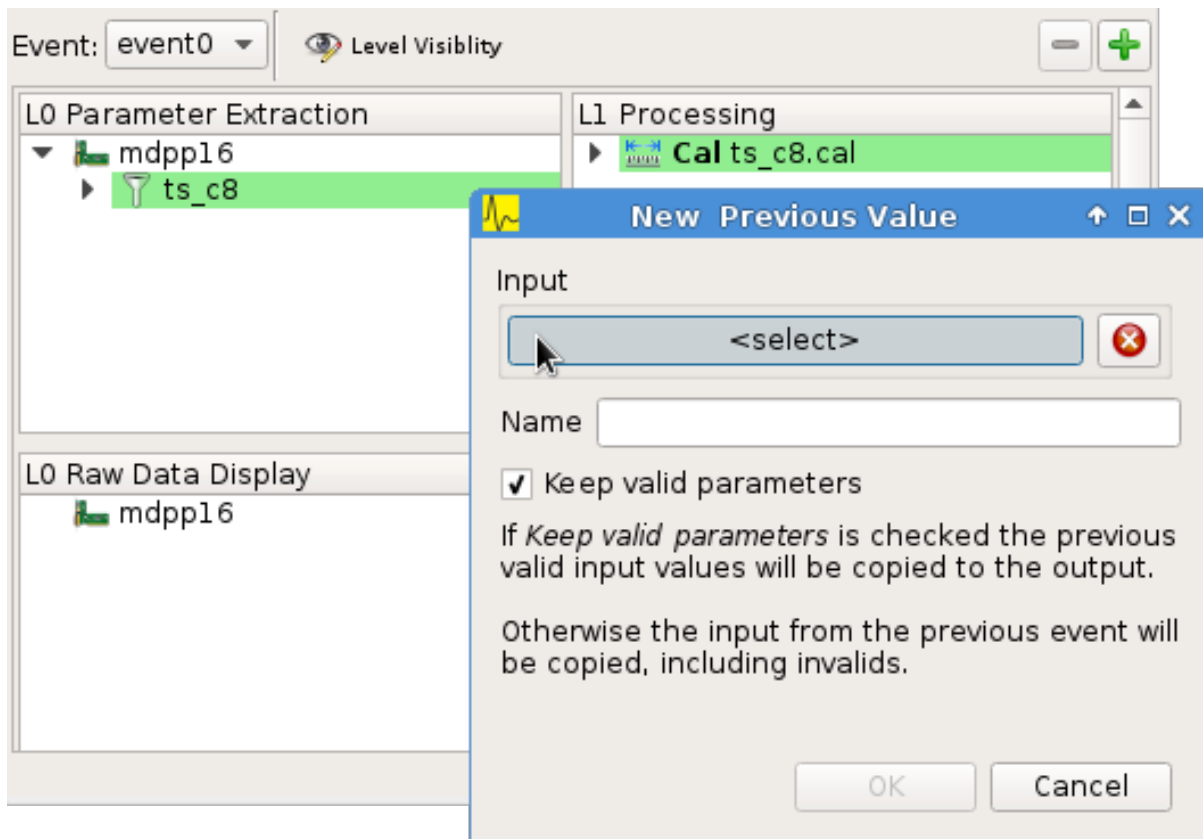 Event: event0 Level Visiblity
L0 Parameter Extraction
mdpp16
ts_c8
L1 Processing
Cal ts_c8.cal
L0 Raw Data Display
mdpp16
New Previous Value
Input
<select>
Name
Keep valid parameters
If Keep valid parameters is checked the previous
valid input values will be copied to the output.
Otherwise the input from the previous event will
be copied, including invalids.
OK Cancel